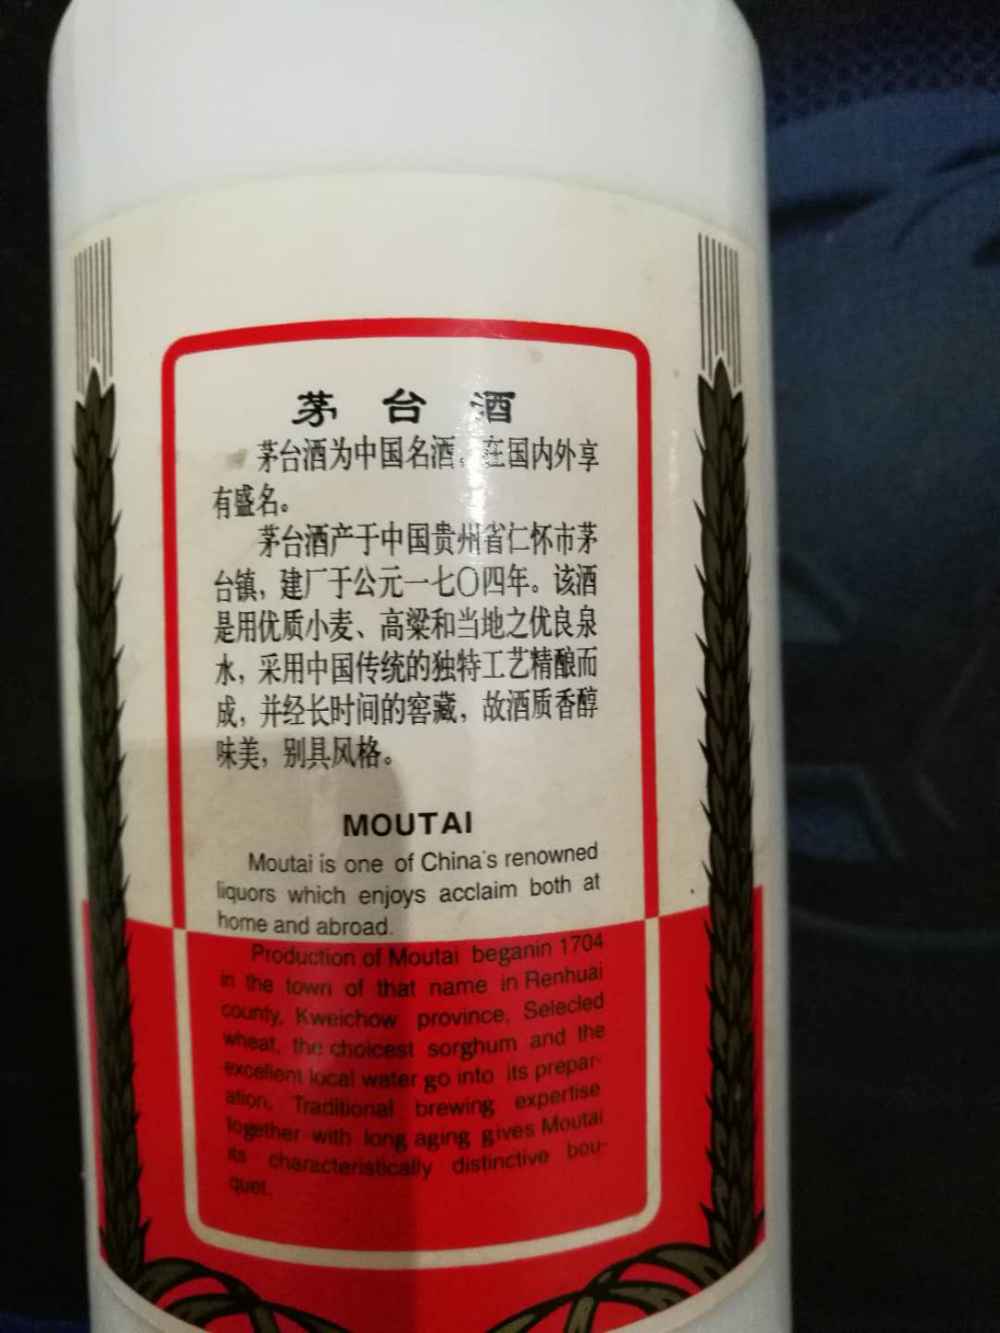 茅台酒
茅台酒为中国名酒，在国内外享
有盛名。
茅台酒产于中国贵州省仁怀市茅
台镇，建厂于公元一七〇四年。该酒
是用优质小麦、高粱和当地之优良泉
水，采用中国传统的独特工艺精酿而
成，并经长时间的窖藏，故酒质香醇
味美，别具风格。
MOUTAI
Moutai is one of China's renowned
liquors which enjoys acclaim both at
home and abroad.
Production of Moutai beganin 1704
in the town of that name in Renhuai
county, Kweichow province, Selected
wheat, the choicest sorghum and the
excellent local water go into its prepar-
ation, Traditional brewing expertise
together with long aging gives Moutai
its characteristically distinctive bou-
quet.